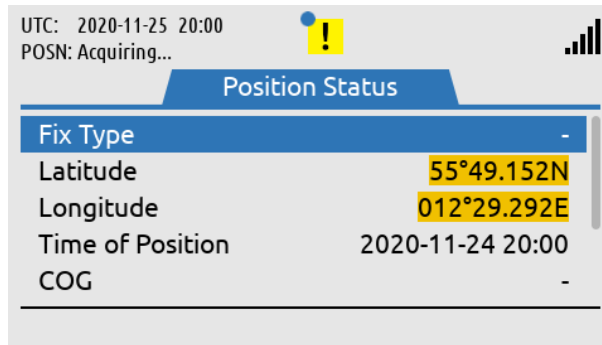 UTC: 2020-11-25 20:00
POSN: Acquiring...
!
Position Status
Fix Type -
Latitude 55°49.152N
Longitude 012°29.292E
Time of Position 2020-11-24 20:00
COG -